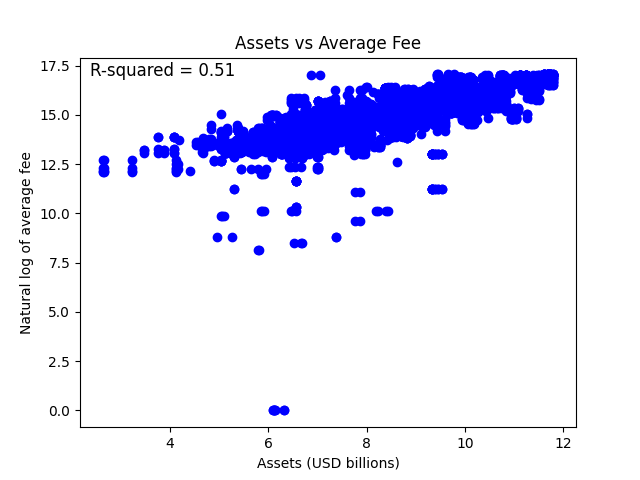 Assets vs Average Fee
R-squared = 0.51
17.5
15.0
12.5
10.0
7.5
5.0
2.5
0.0
Natural log of average fee
4 6 8 10 12
Assets (USD billions)